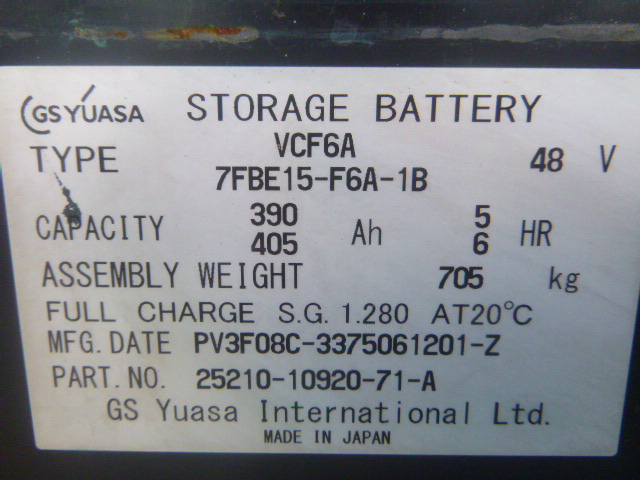 GS YUASA STORAGE BATTERY
TYPE VCF6A 48 V
7FBE15-F6A-1B
CAPACITY 390 Ah 5 HR
405 6
ASSEMBLY WEIGHT 705 kg
FULL CHARGE S.G. 1.280 AT20℃
MFG. DATE PV3F08C-3375061201-Z
PART. NO. 25210-10920-71-A
GS Yuasa International Ltd.
MADE IN JAPAN